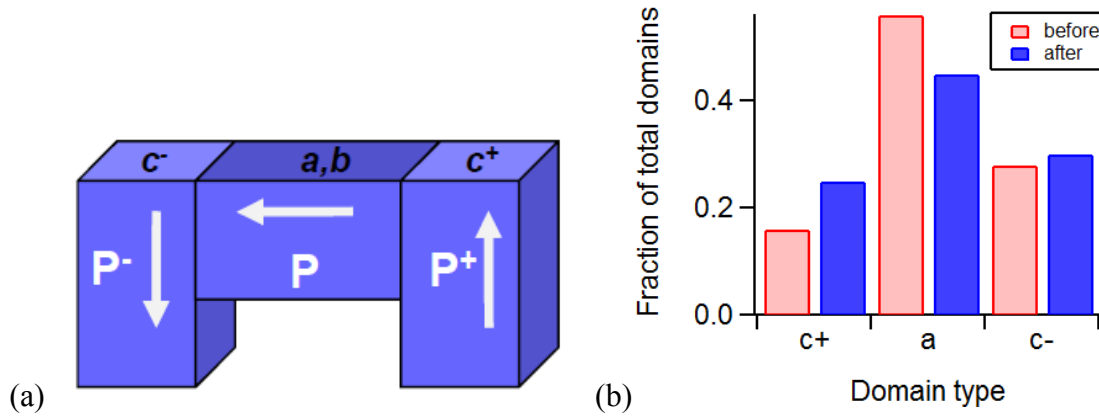 c- a,b c+
P- P P+
(a)
Fraction of total domains
0.4
0.2
0.0
before
after
c+ a c-
Domain type
(b)